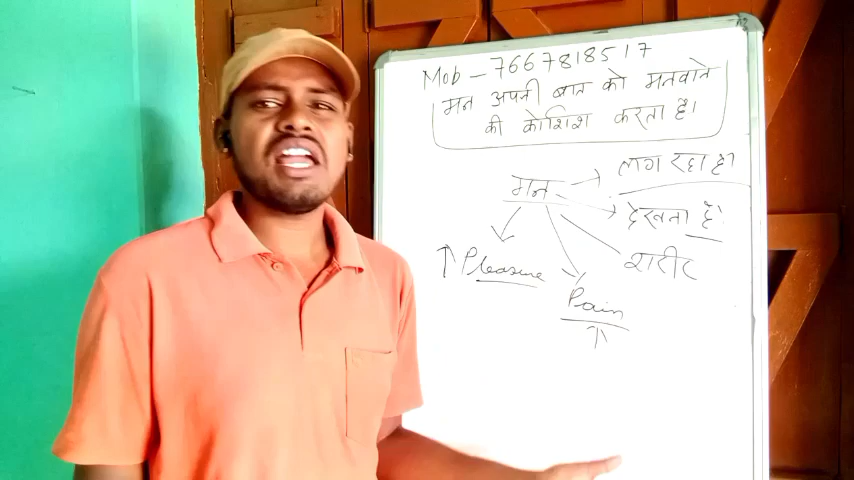 Mob - 7667818517
मन अपनी बात को मनवाने
की कोशिश करता है।
मन
लग रहा है।
देखता है।
शरीर
↑ Pleasure
Pain
↑